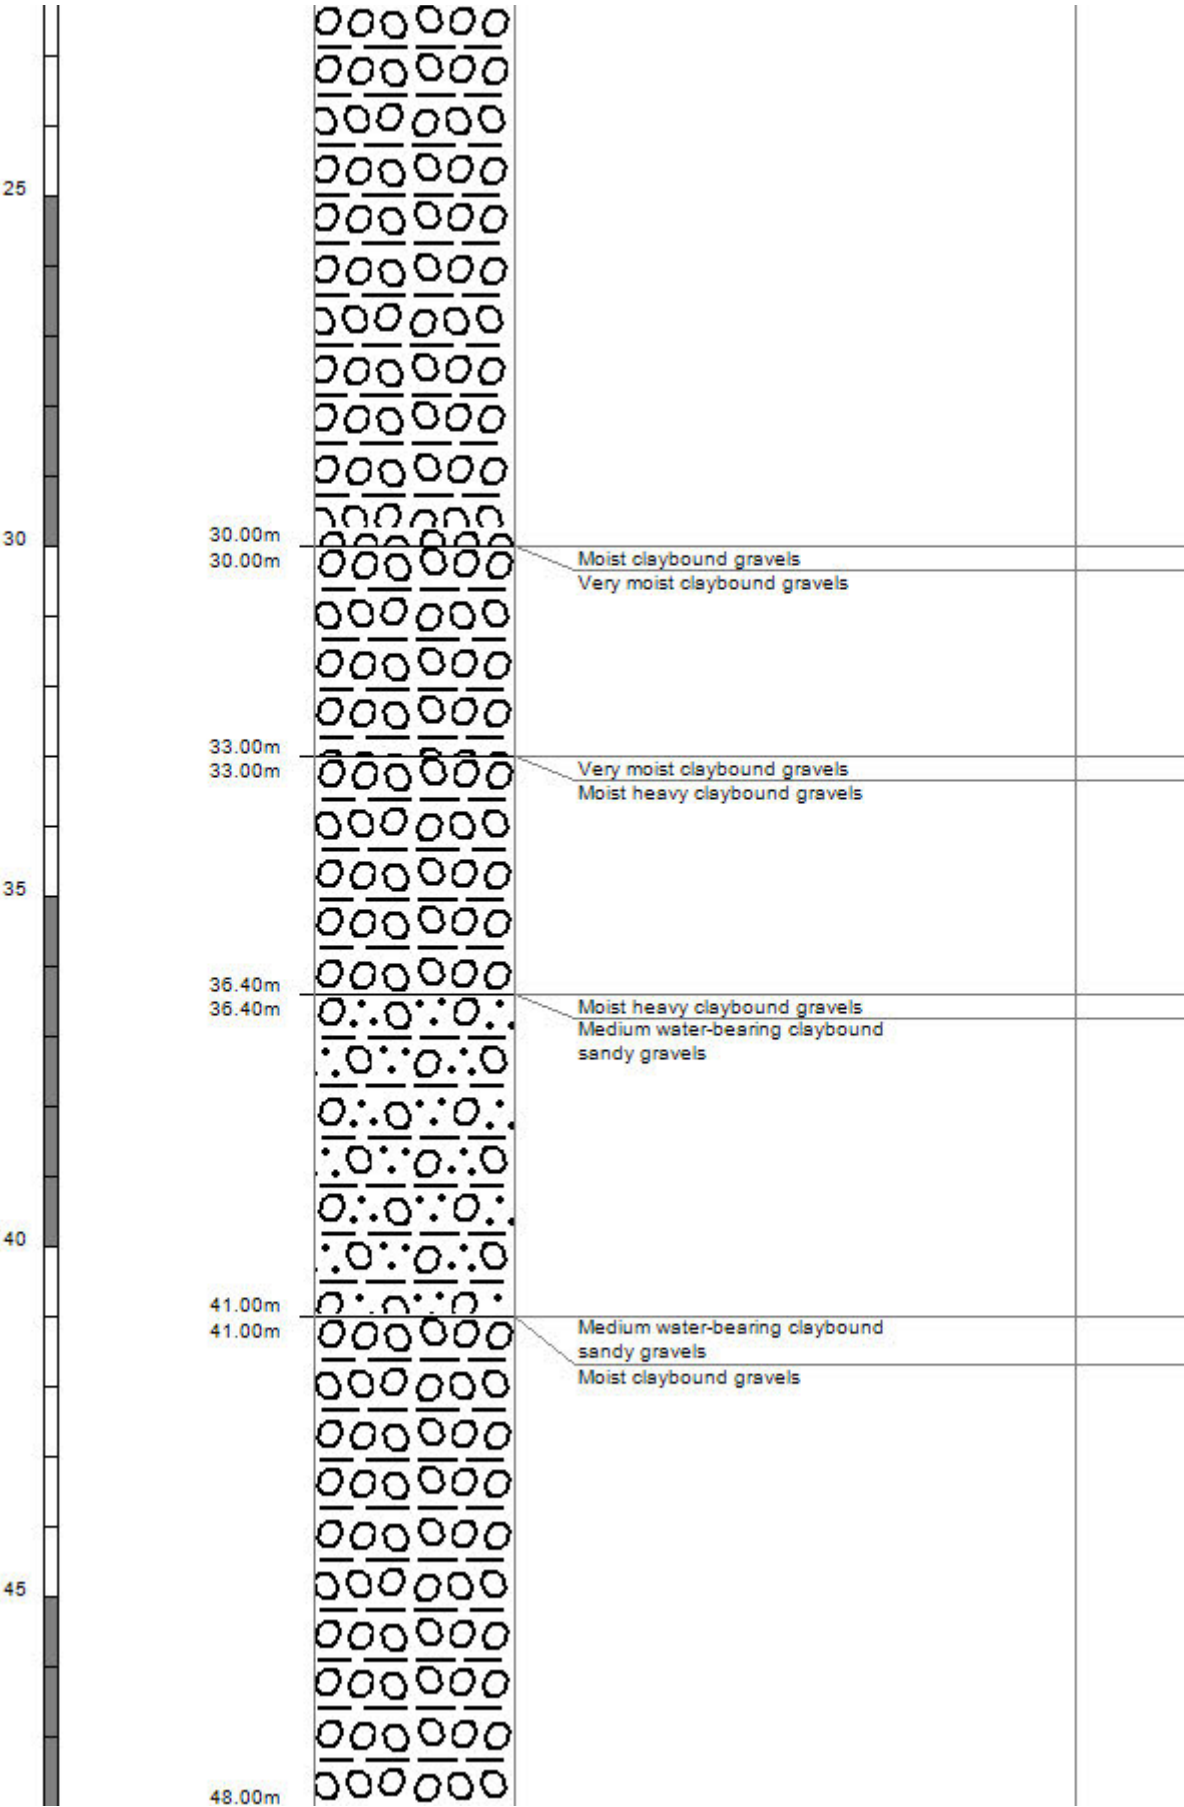 25
30
30.00m
30.00m
Moist claybound gravels
Very moist claybound gravels
33.00m
33.00m
Very moist claybound gravels
Moist heavy claybound gravels
35
36.40m
36.40m
Moist heavy claybound gravels
Medium water-bearing claybound
sandy gravels
40
41.00m
41.00m
Medium water-bearing claybound
sandy gravels
Moist claybound gravels
45
48.00m